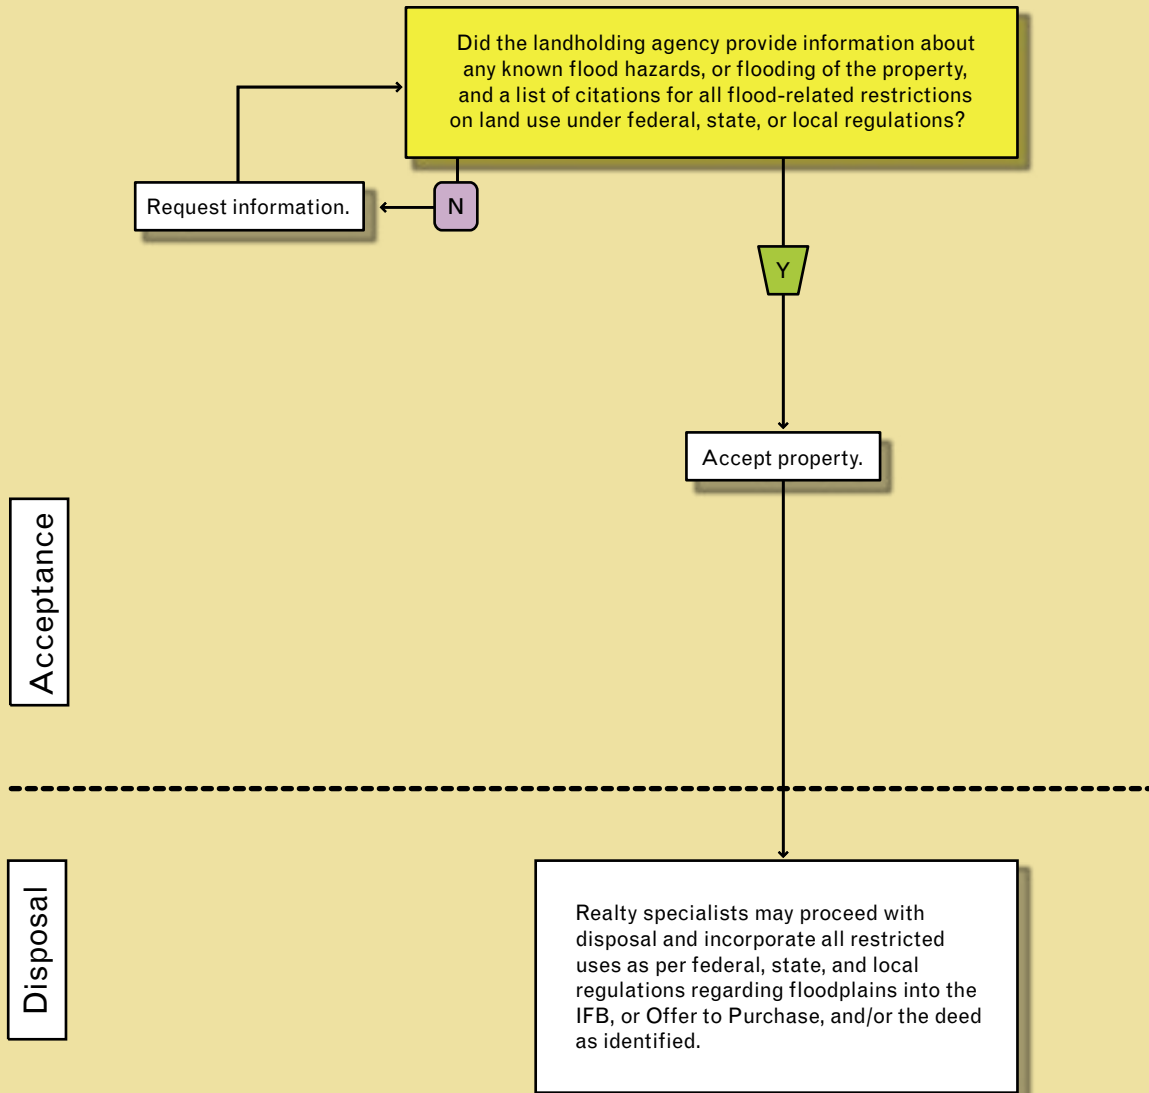 Did the landholding agency provide information about
any known flood hazards, or flooding of the property,
and a list of citations for all flood-related restrictions
on land use under federal, state, or local regulations?
Request information.
N
Y
Accept property.
Acceptance
Disposal
Realty specialists may proceed with
disposal and incorporate all restricted
uses as per federal, state, and local
regulations regarding floodplains into the
IFB, or Offer to Purchase, and/or the deed
as identified.